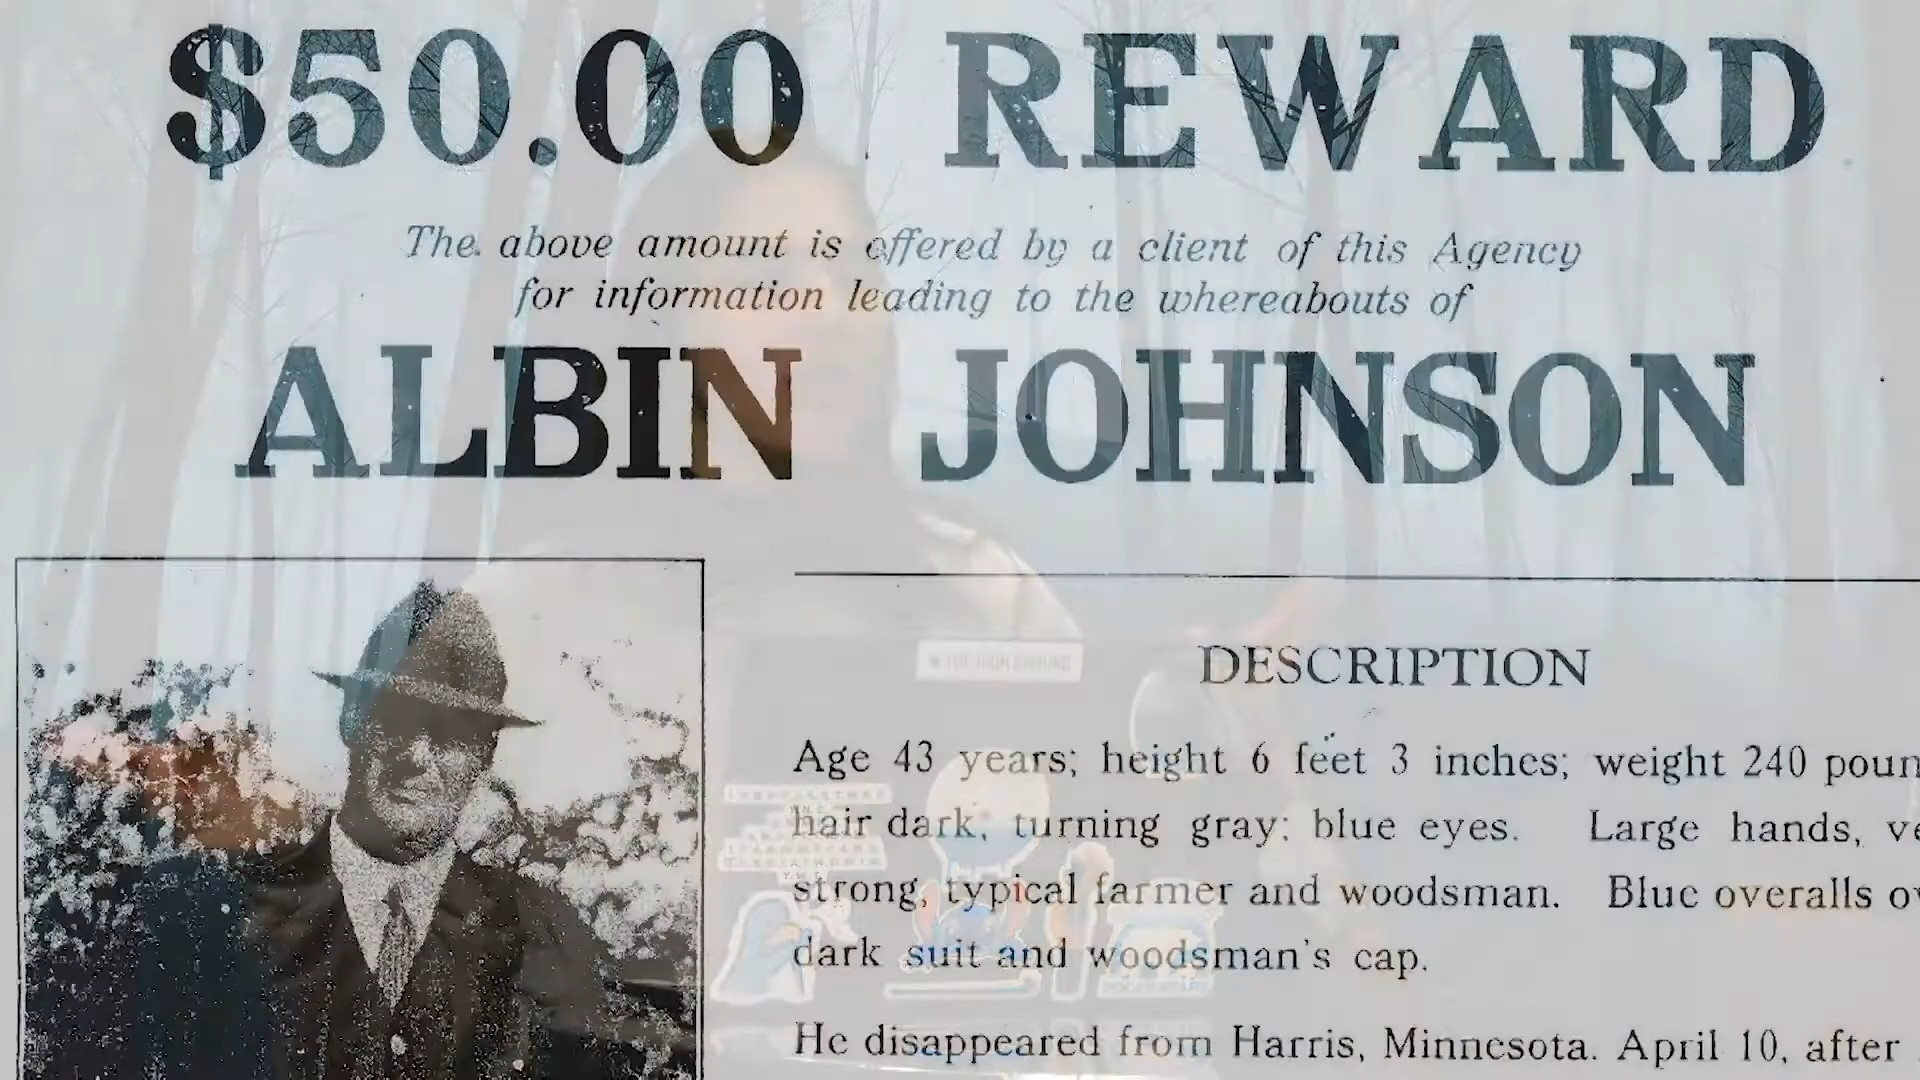 $50.00 REWARD
The above amount is offered by a client of this Agency
for information leading to the whereabouts of
ALBIN JOHNSON
DESCRIPTION
Age 43 years; height 6 feet 3 inches; weight 240
hair dark, turning gray; blue eyes. Large hands,
strong, typical farmer and woodsman. Blue overalls
dark suit and woodsman's cap.
He disappeared from Harris, Minnesota. April 10, after